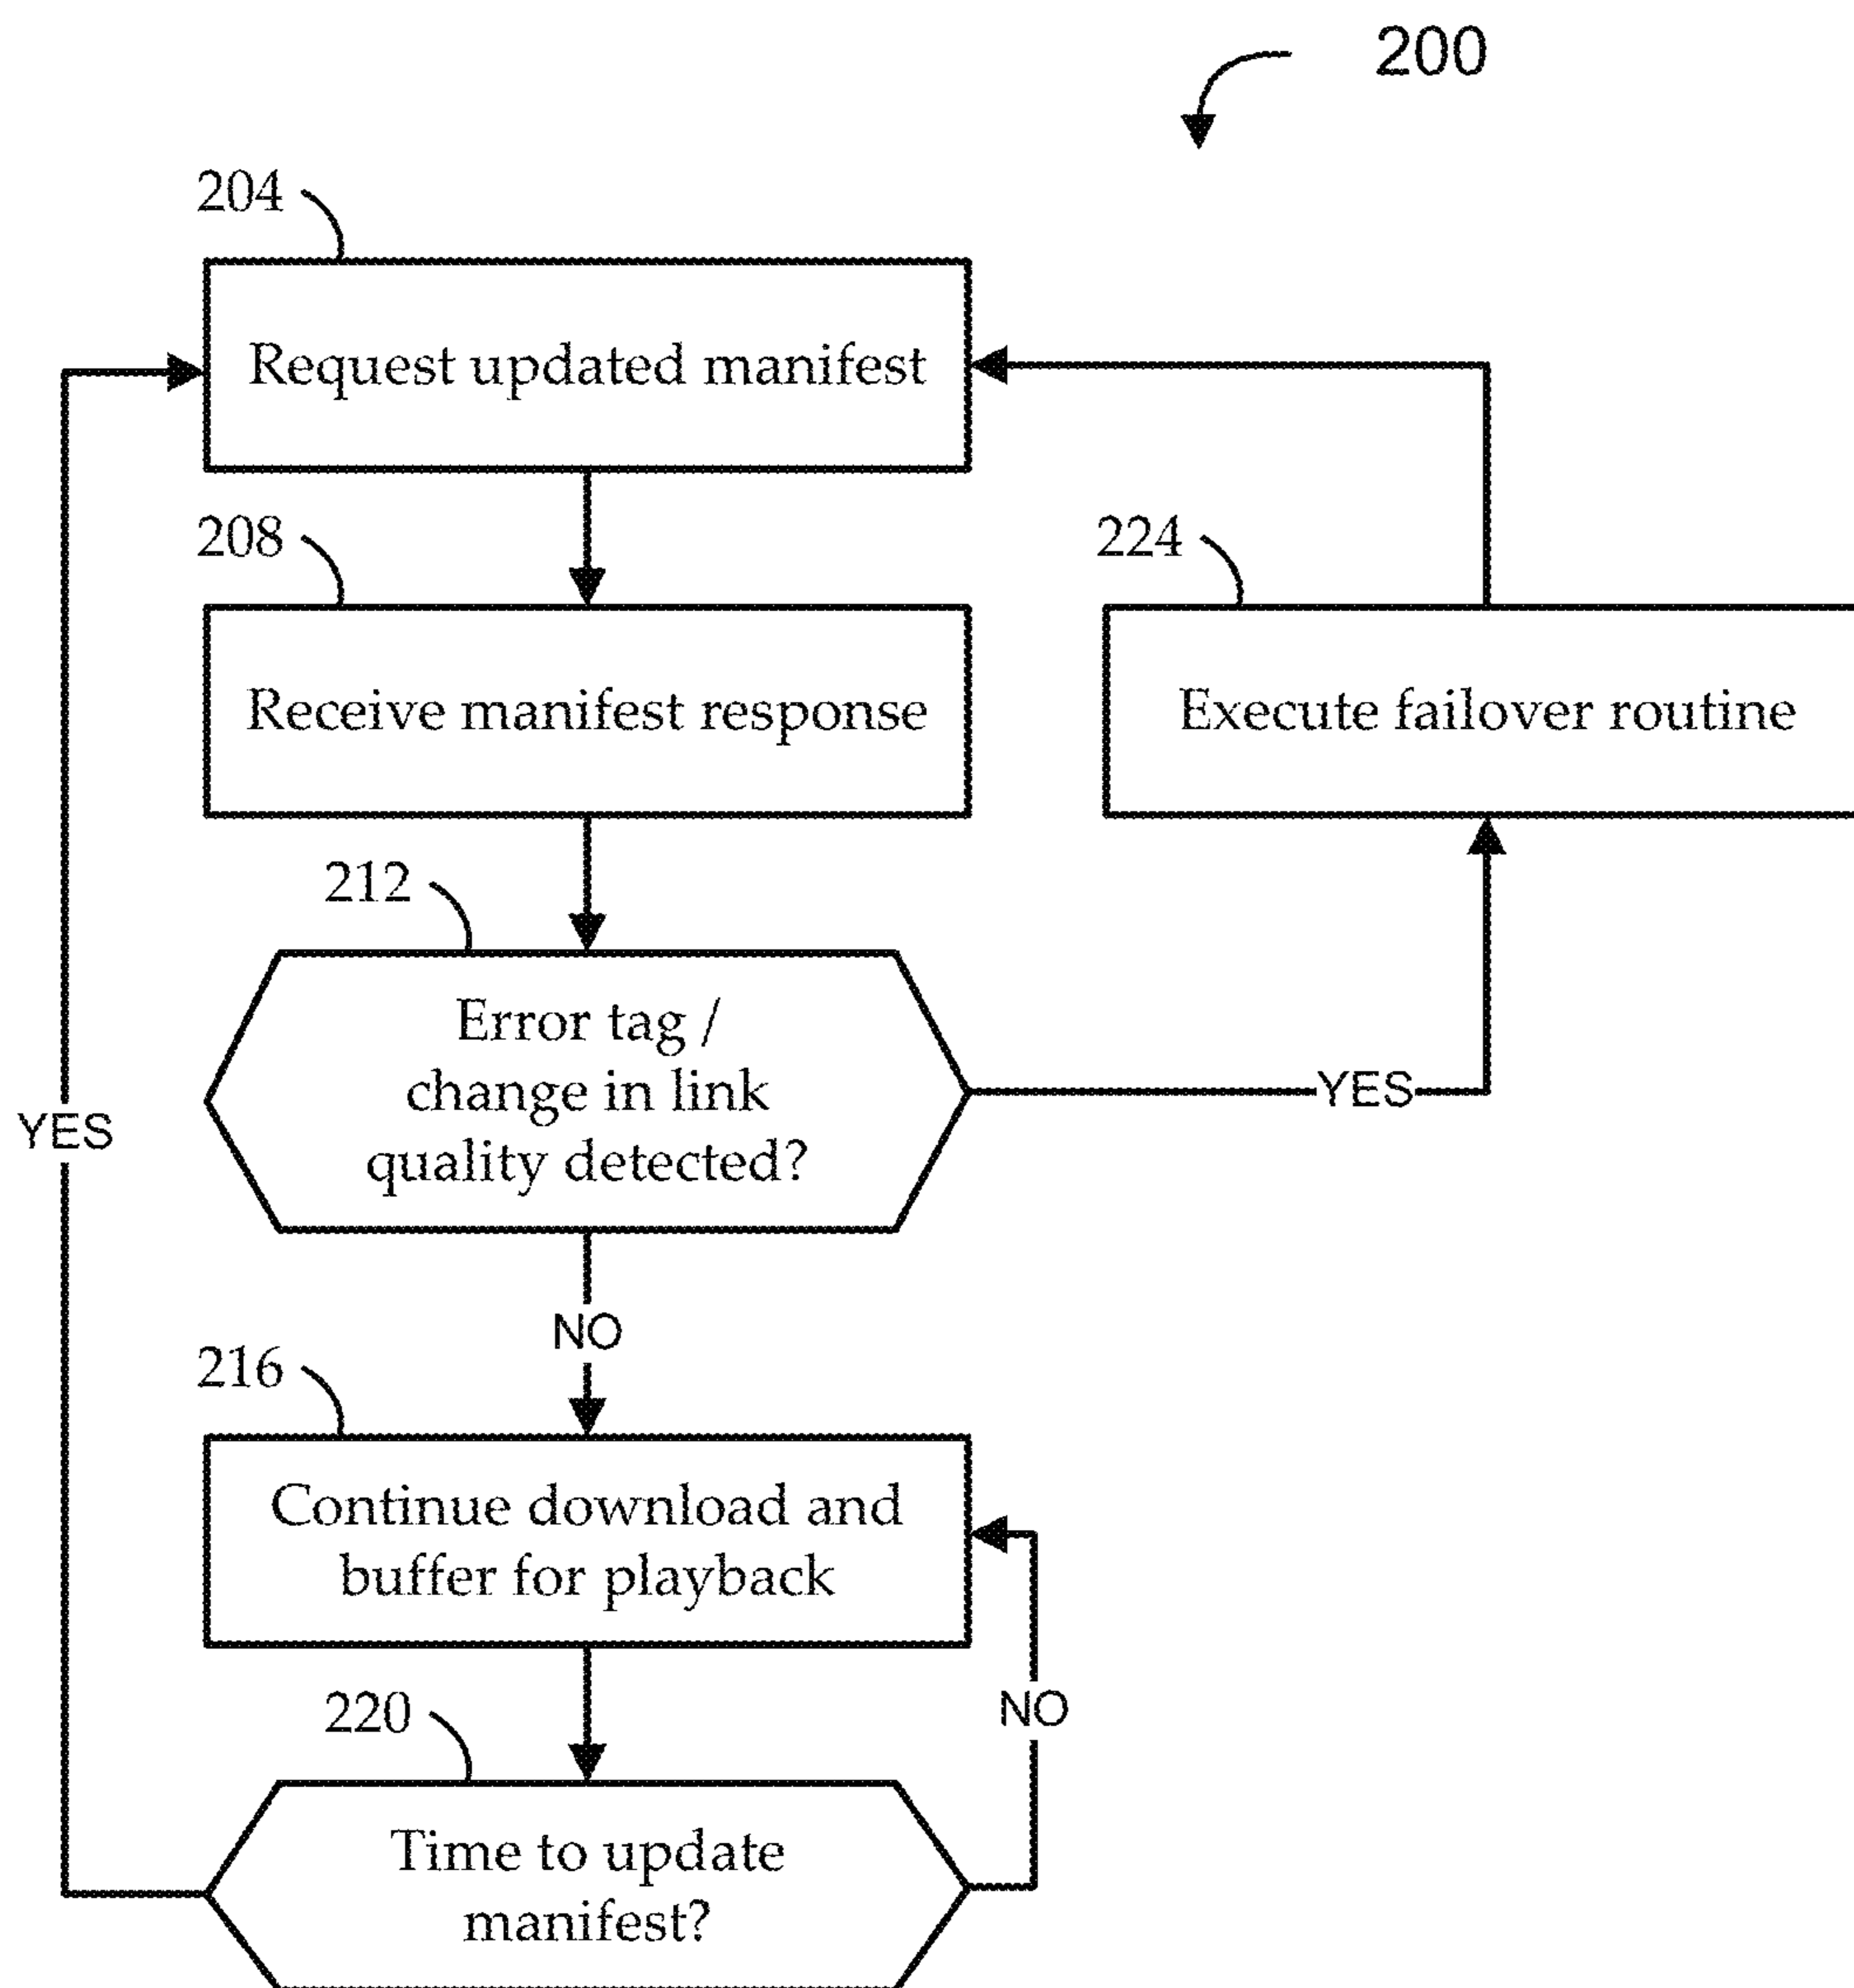 200
204
Request updated manifest
208
Receive manifest response
224
Execute failover routine
212
Error tag /
change in link
quality detected?
YES
YES
NO
216
Continue download and
buffer for playback
NO
220
Time to update
manifest?